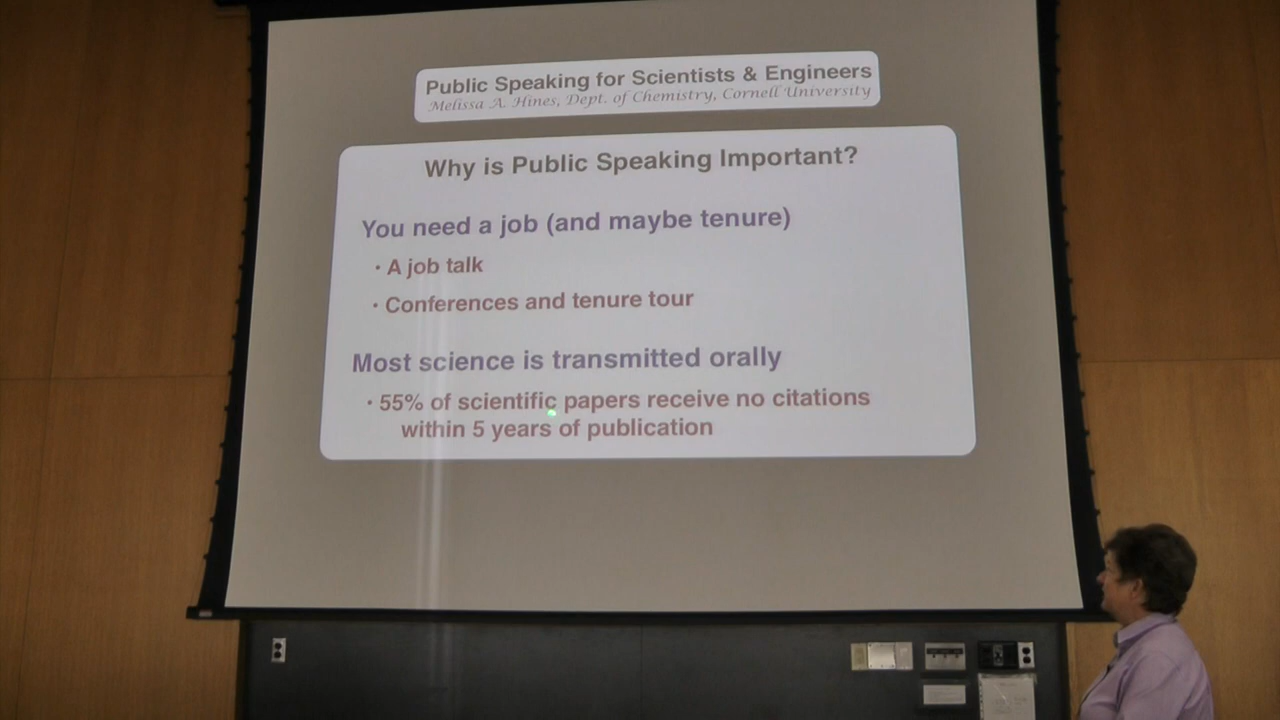 Public Speaking for Scientists & Engineers
Melissa A. Hines, Dept. of Chemistry, Cornell University
Why is Public Speaking Important?
You need a job (and maybe tenure)
· A job talk
· Conferences and tenure tour
Most science is transmitted orally
· 55% of scientific papers receive no citations
within 5 years of publication